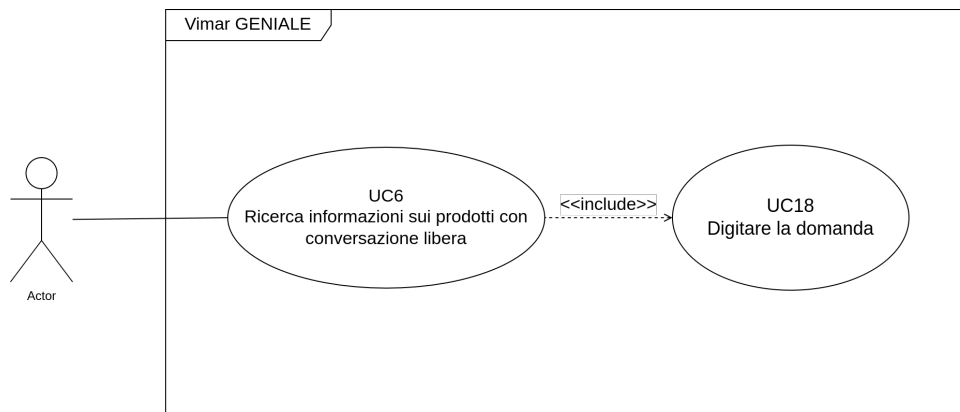 Vimar GENIALE
UC6
Ricerca informazioni sui prodotti con
conversazione libera
<<include>>
UC18
Digitare la domanda
Actor